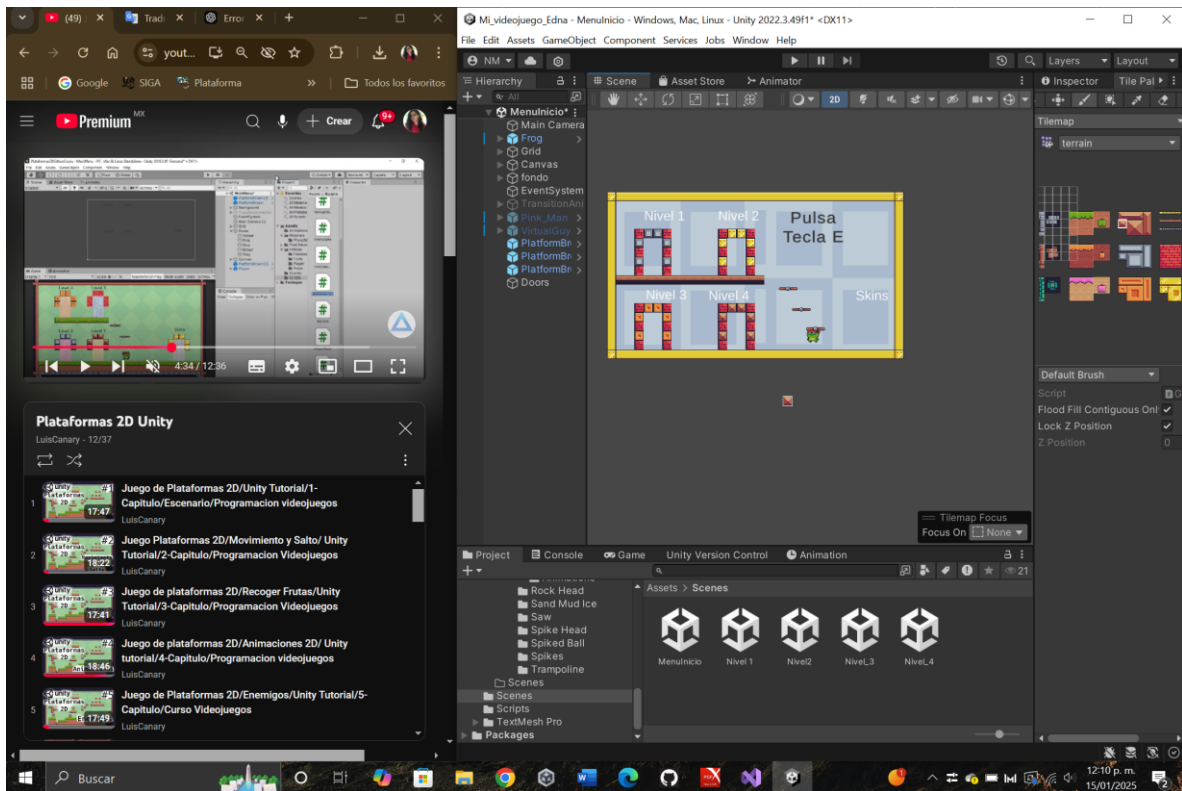 (49)
Tradu
Error
yout...
Google
SIGA
Plataforma
»
Todos los favoritos
Premium MX
Crear
9+
4:34 / 12:36
Plataformas 2D Unity
LuisCanary - 12/37
1
#1
17:47
Juego de Plataformas 2D/Unity Tutorial/1-
Capitulo/Escenario/Programacion videojuegos
LuisCanary
2
#2
18:22
Juego Plataformas 2D/Movimiento y Salto/ Unity
Tutorial/2-Capitulo/Programacion Videojuegos
LuisCanary
3
#3
17:41
Juego de Plataformas 2D/Recoger Frutas/Unity
Tutorial/3-Capitulo/Programacion Videojuegos
LuisCanary
4
#4
18:46
Juego de plataformas 2D/Animaciones 2D/ Unity
tutorial/4-Capitulo/Programacion videojuegos
LuisCanary
5
#5
17:49
Juego de Plataformas 2D/Enemigos/Unity Tutorial/5-
Capitulo/Curso Videojuegos
LuisCanary
Mi_videojuego_Edna - MenuInicio - Windows, Mac, Linux - Unity 2022.3.49f1* <DX11>
File Edit Assets GameObject Component Services Jobs Window Help
NM
Layers
Layout
Hierarchy
All
MenuInicio*
Main Camera
Frog
Grid
Canvas
fondo
EventSystem
TransitionAni
Pink_Man
VirtualGuy
PlatformBr
PlatformBr
PlatformBr
Doors
Scene
Asset Store
Animator
2D
Nivel 1
Nivel 2
Pulsa
Tecla E
Nivel 3
Nivel 4
Skins
Tilemap Focus
Focus On
None
Inspector
Tile Pal
Tilemap
terrain
Default Brush
Script
Flood Fill Contiguous Onl
Lock Z Position
Z Position
0
Project
Console
Game
Unity Version Control
Animation
21
Rock Head
Sand Mud Ice
Saw
Spike Head
Spiked Ball
Spikes
Trampoline
Scenes
Scenes
Scripts
TextMesh Pro
Packages
Assets > Scenes
MenuInicio
Nivel 1
Nivel2
Nivel_3
Nivel_4
Buscar
12:10 p. m.
15/01/2025
2